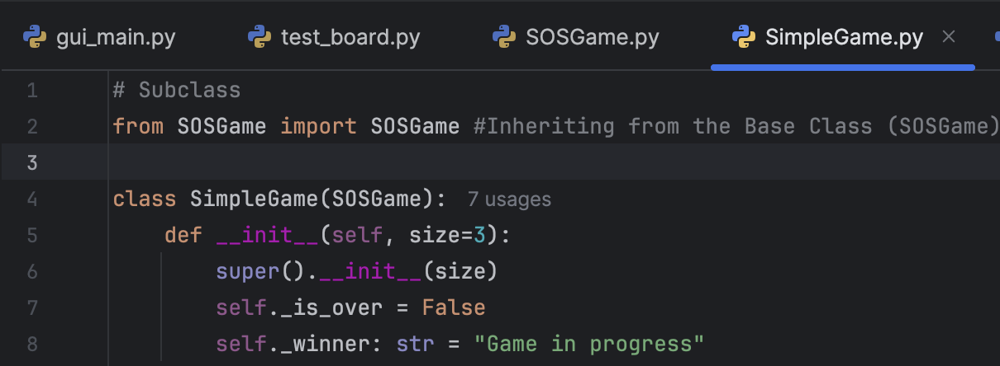 gui_main.py test_board.py SOSGame.py SimpleGame.py ×
1 # Subclass
2 from SOSGame import SOSGame #Inheriting from the Base Class (SOSGame)
3
4 class SimpleGame(SOSGame): 7 usages
5 def __init__(self, size=3):
6 super().__init__(size)
7 self._is_over = False
8 self._winner: str = "Game in progress"